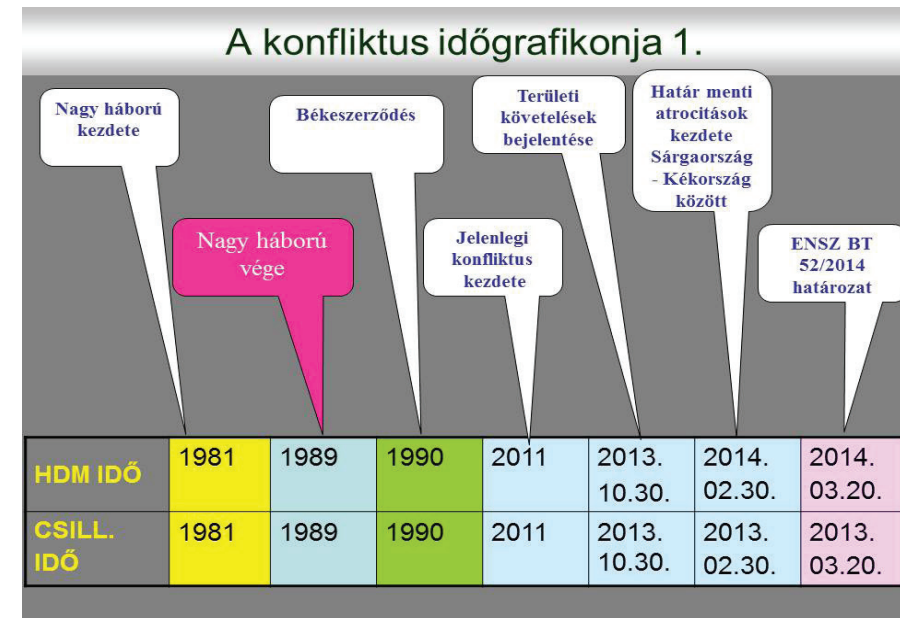 A konfliktus időgrafikonja 1.
Nagy háború
kezdete
Nagy háború
vége
Békeszerződés
Jelenlegi
konfliktus
kezdete
Területi
követelések
bejelentése
Határ menti
atrocitások
kezdete
Sárgaország
- Kékország
között
ENSZ BT
52/2014
határozat
HDM IDŐ 1981 1989 1990 2011 2013. 10.30. 2014. 02.30. 2014. 03.20.
CSILL. IDŐ 1981 1989 1990 2011 2013. 10.30. 2013. 02.30. 2013. 03.20.